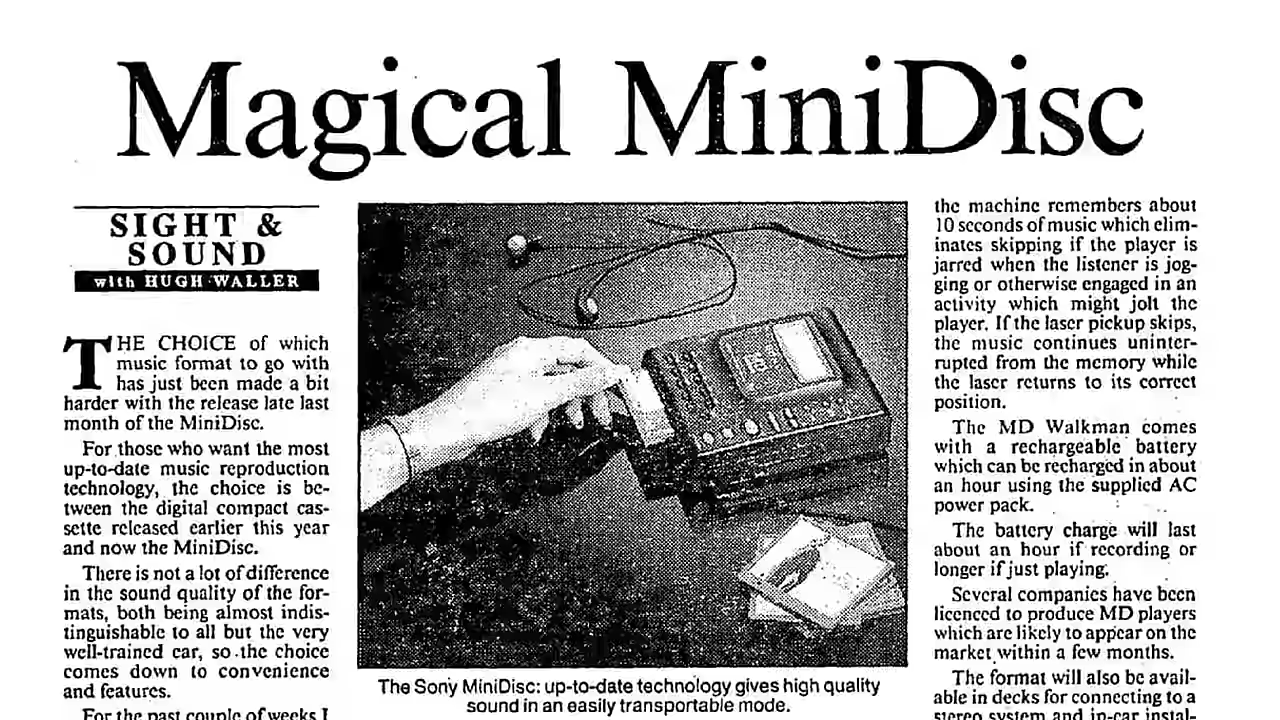 Magical MiniDisc
SIGHT &
SOUND
with HUGH WALLER
THE CHOICE of which
music format to go with
has just been made a bit
harder with the release late last
month of the MiniDisc.
For those who want the most
up-to-date music reproduction
technology, the choice is be-
tween the digital compact cas-
sette released earlier this year
and now the MiniDisc.
There is not a lot of difference
in the sound quality of the for-
mats, both being almost indis-
tinguishable to all but the very
well-trained ear, so the choice
comes down to convenience
and features.
For the past couple of weeks I
The Sony MiniDisc: up-to-date technology gives high quality
sound in an easily transportable mode.
the machine remembers about
10 seconds of music which elim-
inates skipping if the player is
jarred when the listener is jog-
ging or otherwise engaged in an
activity which might jolt the
player. If the laser pickup skips,
the music continues uninter-
rupted from the memory while
the laser returns to its correct
position.
The MD Walkman comes
with a rechargeable battery
which can be recharged in about
an hour using the supplied AC
power pack.
The battery charge will last
about an hour if recording or
longer if just playing.
Several companies have been
licenced to produce MD players
which are likely to appear on the
market within a few months.
The format will also be avail-
able in decks for connecting to a
stereo system and in-car instal-